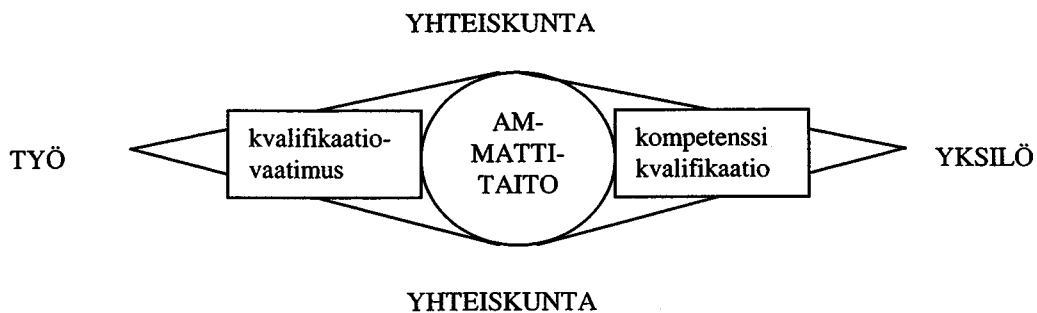 YHTEISKUNTA
TYÖ
kvalifikaatio-
vaatimus
AM-
MATTI-
TAITO
kompetenssi
kvalifikaatio
YKSILÖ
YHTEISKUNTA